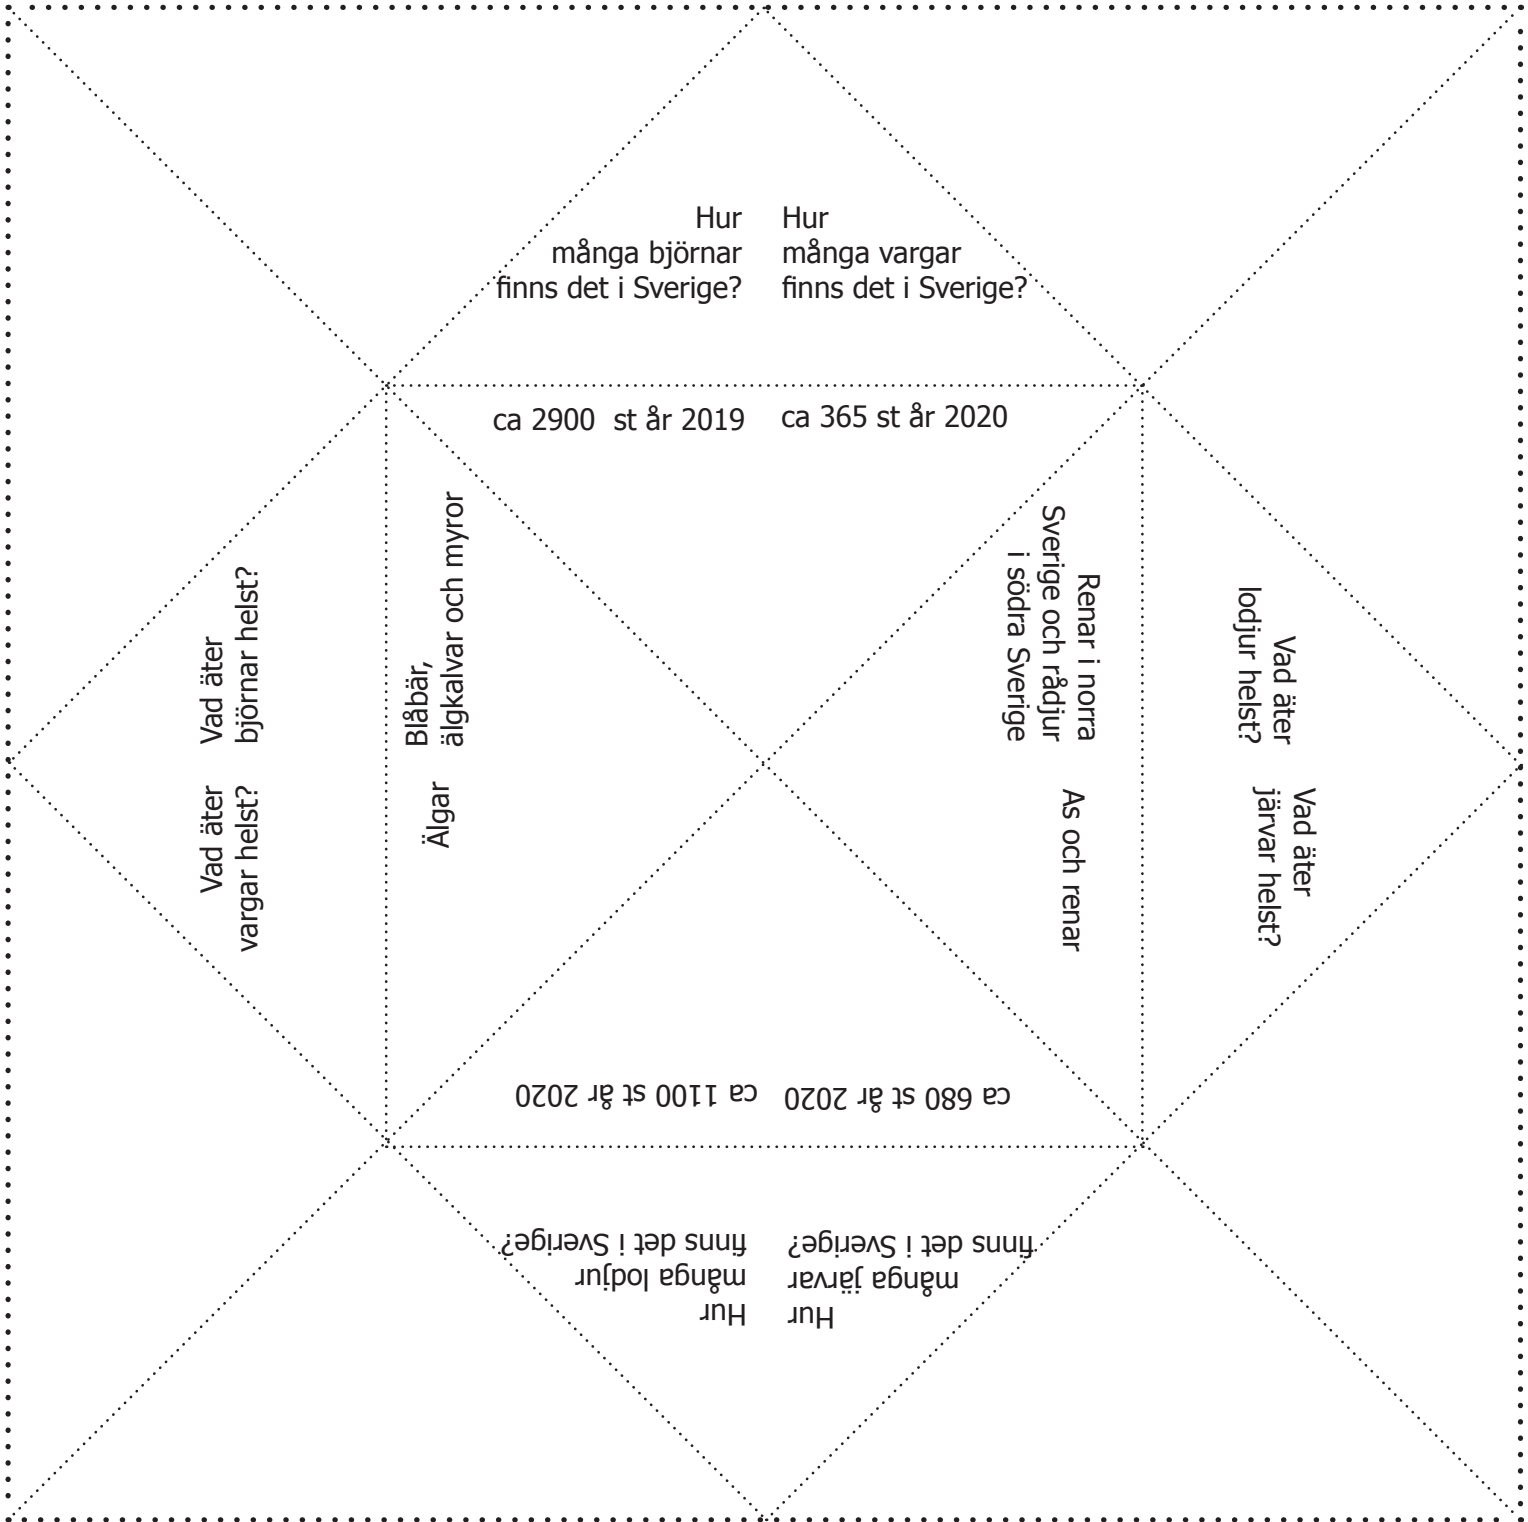 Hur
många björnar
finns det i Sverige?
Hur
många vargar
finns det i Sverige?
ca 2900  st år 2019
ca 365 st år 2020
Vad äter
björnar helst?
Vad äter
vargar helst?
Blåbär,
älgkalvar och myror
Älgar
Renar i norra
Sverige och rådjur
i södra Sverige
As och renar
Vad äter
lodjur helst?
Vad äter
järvar helst?
ca 680 st år 2020
ca 1100 st år 2020
Hur
många järvar
finns det i Sverige?
Hur
många lodjur
finns det i Sverige?